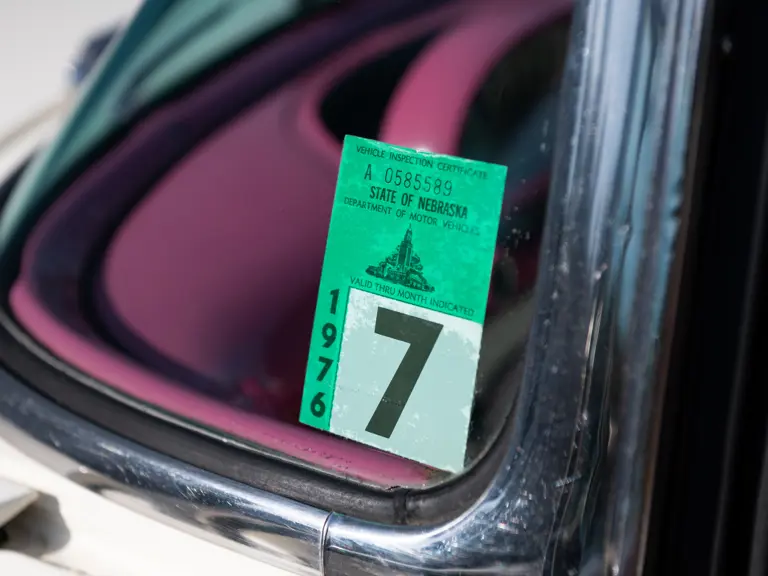 VEHICLE INSPECTION CERTIFICATE
A 0585589
STATE OF NEBRASKA
DEPARTMENT OF MOTOR VEHICLES
VALID THRU MONTH INDICATED
1976
7